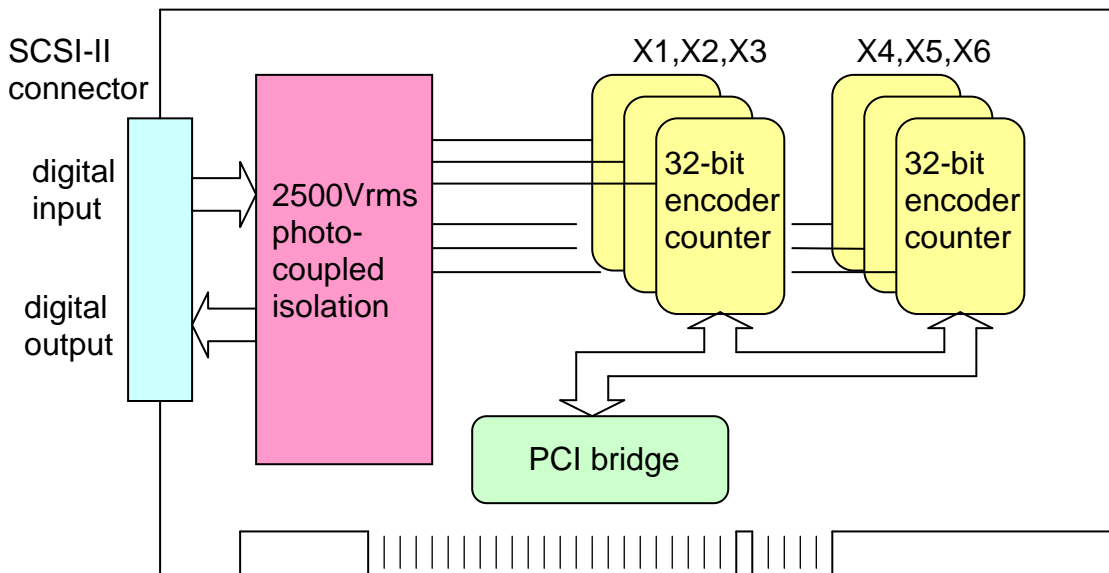 SCSI-II
connector
X1,X2,X3
X4,X5,X6
digital
input
digital
output
2500Vrms
photo-
coupled
isolation
32-bit
encoder
counter
32-bit
encoder
counter
PCI bridge